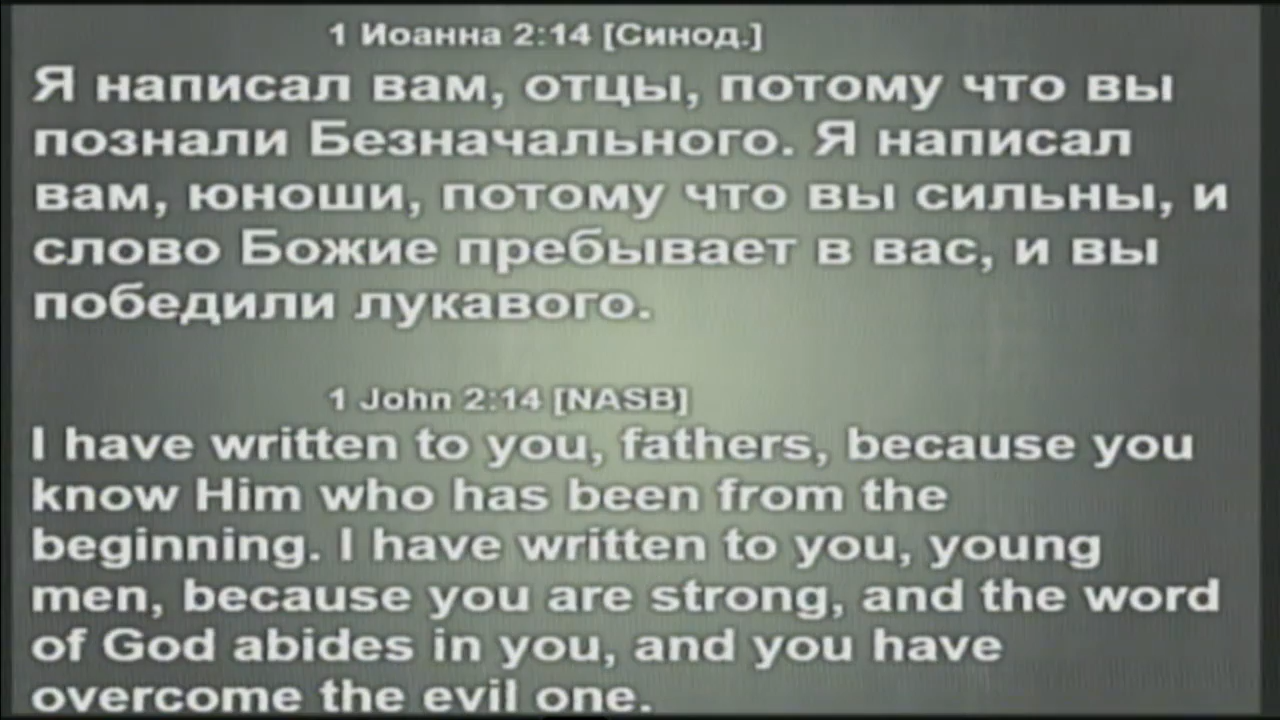 1 Иоанна 2:14 [Синод.]
Я написал вам, отцы, потому что вы
познали Безначального. Я написал
вам, юноши, потому что вы сильны, и
слово Божие пребывает в вас, и вы
победили лукавого.
1 John 2:14 [NASB]
I have written to you, fathers, because you
know Him who has been from the
beginning. I have written to you, young
men, because you are strong, and the word
of God abides in you, and you have
overcome the evil one.